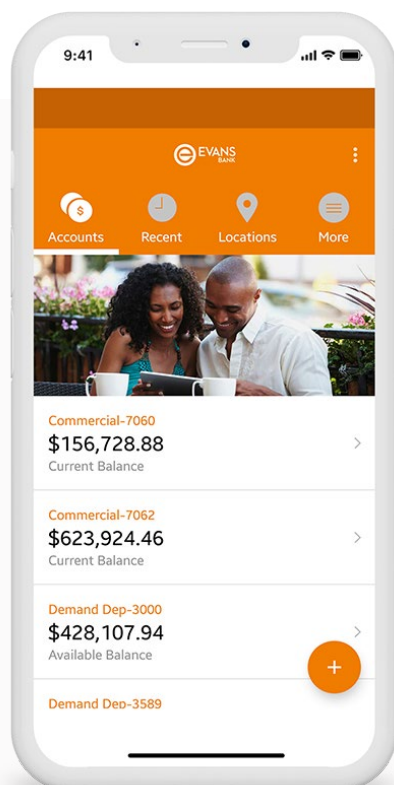 9:41
EVANS
BANK
Accounts Recent Locations More
Commercial-7060
$156,728.88
Current Balance
Commercial-7062
$623,924.46
Current Balance
Demand Dep-3000
$428,107.94
Available Balance
Demand Dep-3589